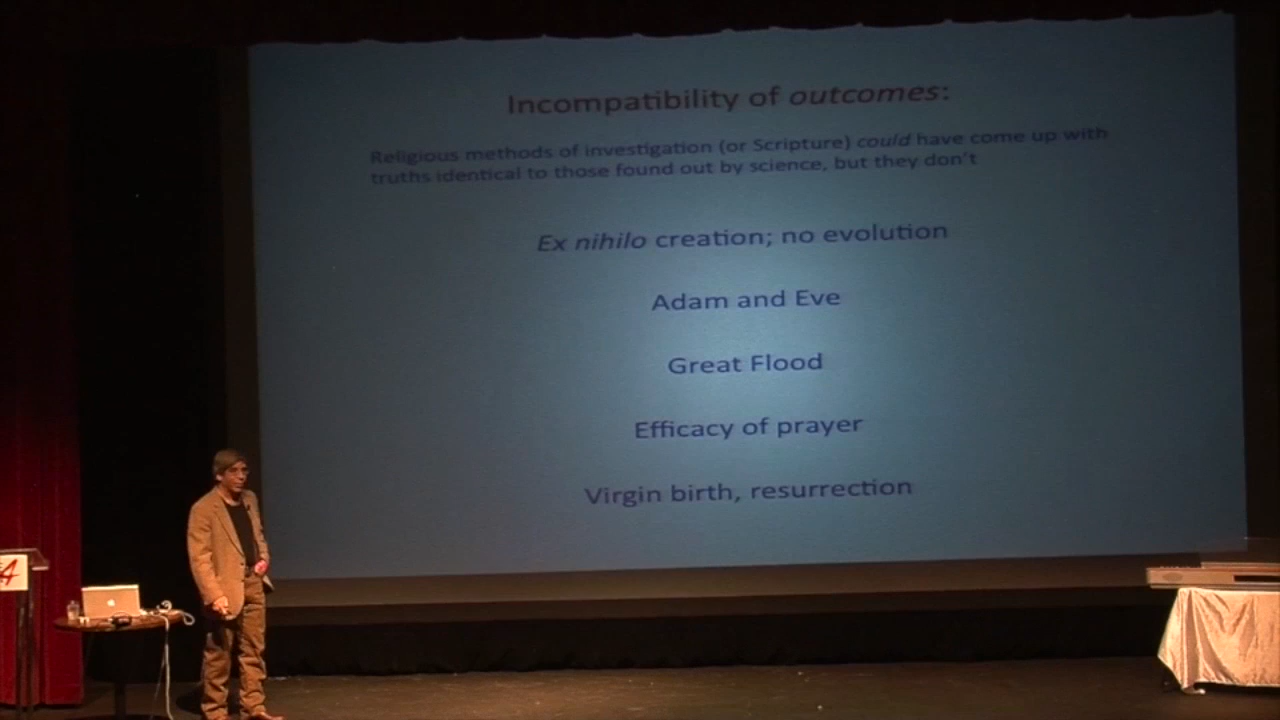 Incompatibility of outcomes:
Religious methods of investigation (or Scripture) could have come up with
truths identical to those found out by science, but they don't
Ex nihilo creation; no evolution
Adam and Eve
Great Flood
Efficacy of prayer
Virgin birth, resurrection